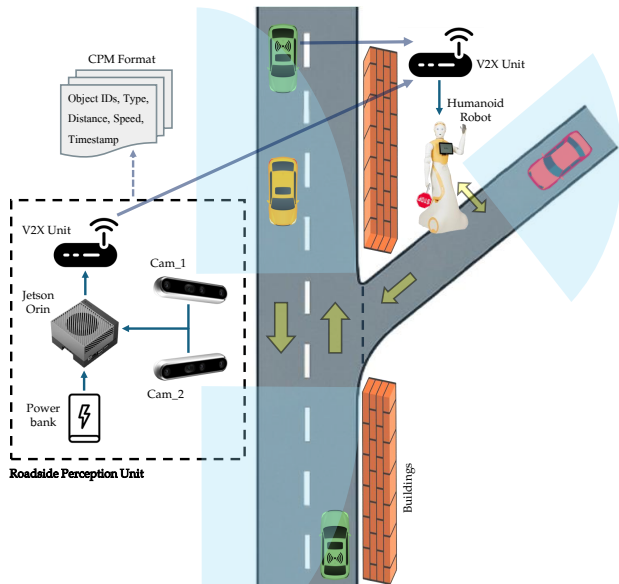 CPM Format
Object IDs, Type,
Distance, Speed,
Timestamp
V2X Unit
Humanoid
Robot
V2X Unit
Cam_1
Jetson
Orin
Cam_2
Power
bank
Roadside Perception Unit
Buildings